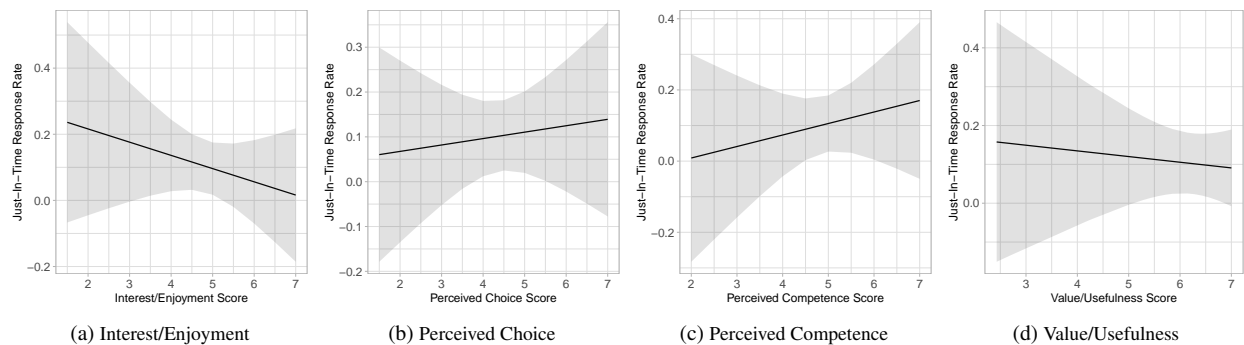 Just−In−Time Response Rate
0.4
0.2
0.0
−0.2
2 3 4 5 6 7
Interest/Enjoyment Score
(a) Interest/Enjoyment
Just−In−Time Response Rate
0.3
0.2
0.1
0.0
−0.1
−0.2
2 3 4 5 6 7
Perceived Choice Score
(b) Perceived Choice
Just−In−Time Response Rate
0.4
0.2
0.0
−0.2
2 3 4 5 6 7
Perceived Competence Score
(c) Perceived Competence
Just−In−Time Response Rate
0.4
0.2
0.0
3 4 5 6 7
Value/Usefulness Score
(d) Value/Usefulness